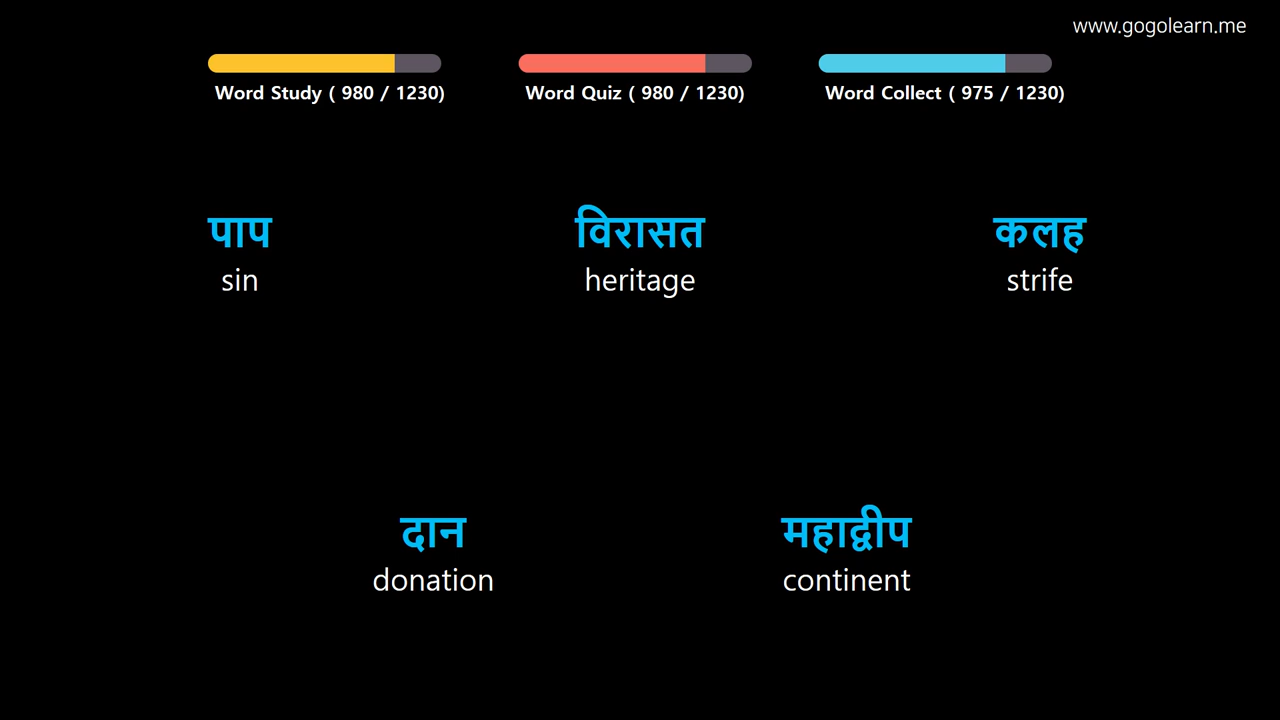 www.gogolearn.me
Word Study ( 980 / 1230)
Word Quiz ( 980 / 1230)
Word Collect ( 975 / 1230)
पाप
sin
विरासत
heritage
कलह
strife
दान
donation
महाद्वीप
continent